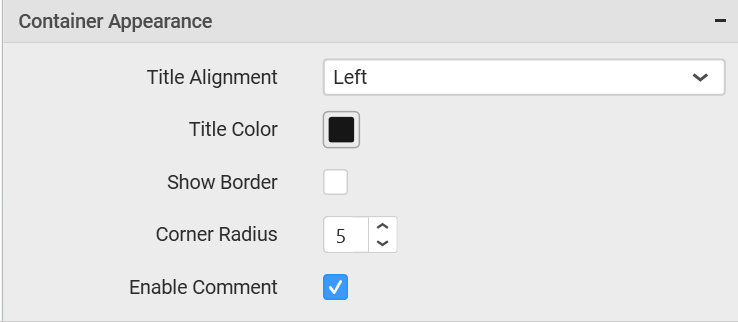 Container Appearance
Title Alignment Left
Title Color
Show Border
Corner Radius 5
Enable Comment